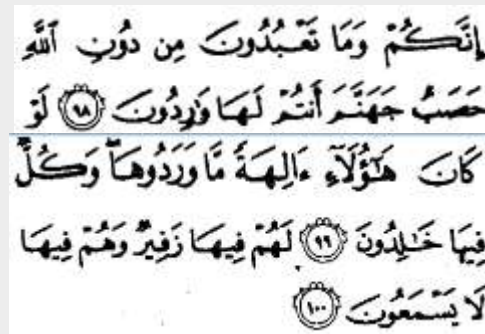 إِنَّكُمْ وَمَا تَعْبُدُونَ مِن دُونِ ٱللَّهِ
حَصَبُ جَهَنَّمَ أَنتُمْ لَهَا وَٰرِدُونَ ٩٨ لَوْ
كَانَ هَٰٓؤُلَآءِ ءَالِهَةً مَّا وَرَدُوهَا ۖ وَكُلٌّ
فِيهَا خَٰلِدُونَ ٩٩ لَهُمْ فِيهَا زَفِيرٌ وَهُمْ فِيهَا
لَا يَسْمَعُونَ ١٠٠